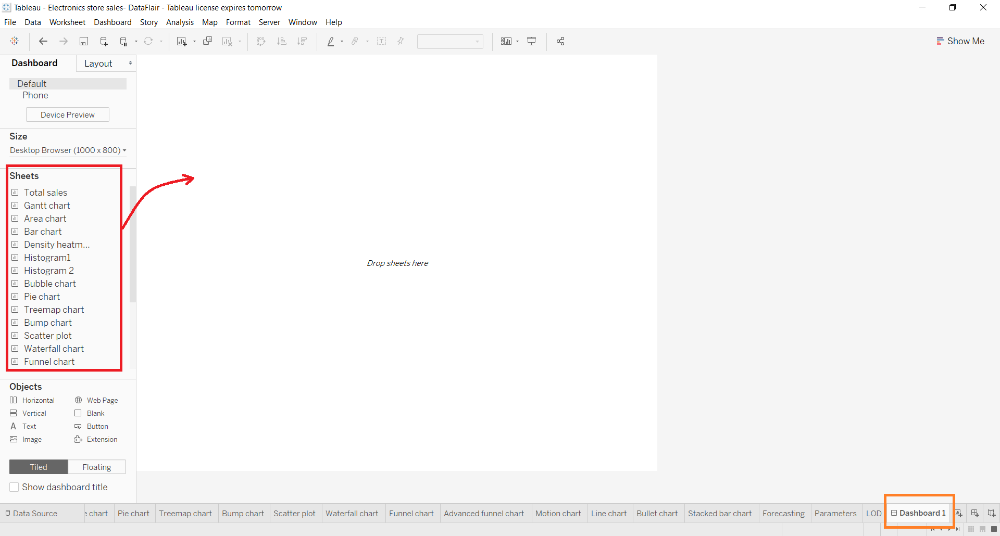 Tableau - Electronics store sales- DataFlair - Tableau license expires tomorrow
File Data Worksheet Dashboard Story Analysis Map Format Server Window Help
Show Me
Dashboard Layout
Default
Phone
Device Preview
Size
Desktop Browser (1000 x 800)
Sheets
Total sales
Gantt chart
Area chart
Bar chart
Density heatm...
Histogram1
Histogram 2
Bubble chart
Pie chart
Treemap chart
Bump chart
Scatter plot
Waterfall chart
Funnel chart
Drop sheets here
Objects
Horizontal Web Page
Vertical Blank
Text Button
Image Extension
Tiled Floating
Show dashboard title
Data Source e chart Pie chart Treemap chart Bump chart Scatter plot Waterfall chart Funnel chart Advanced funnel chart Motion chart Line chart Bullet chart Stacked bar chart Forecasting Parameters LOD Dashboard 1